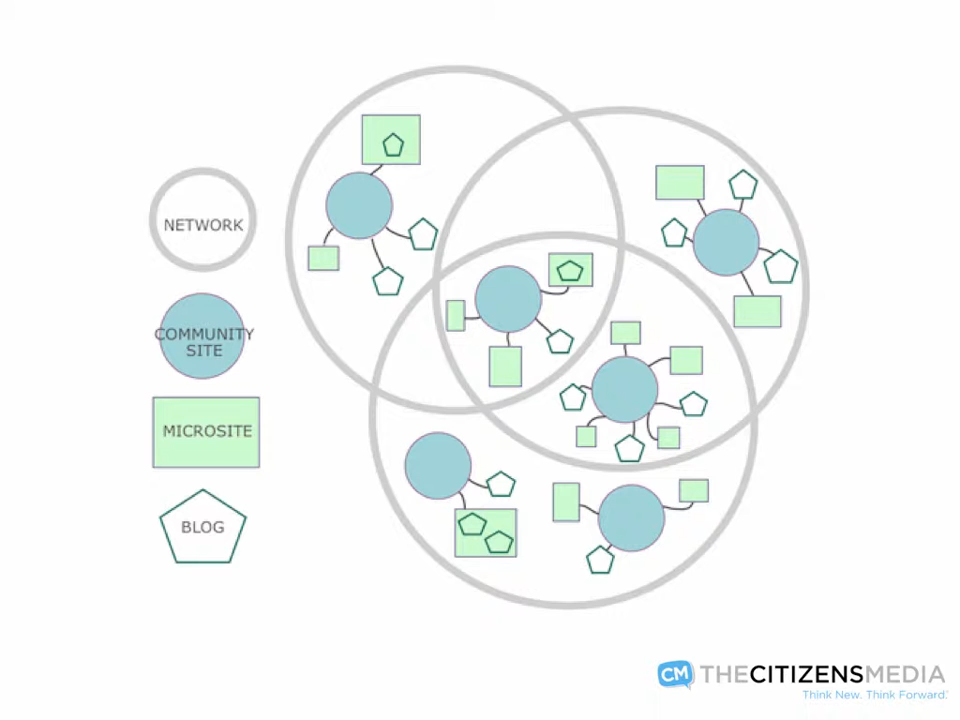 NETWORK
COMMUNITY
SITE
MICROSITE
BLOG
CM THECITIZENSMEDIA
Think New. Think Forward.